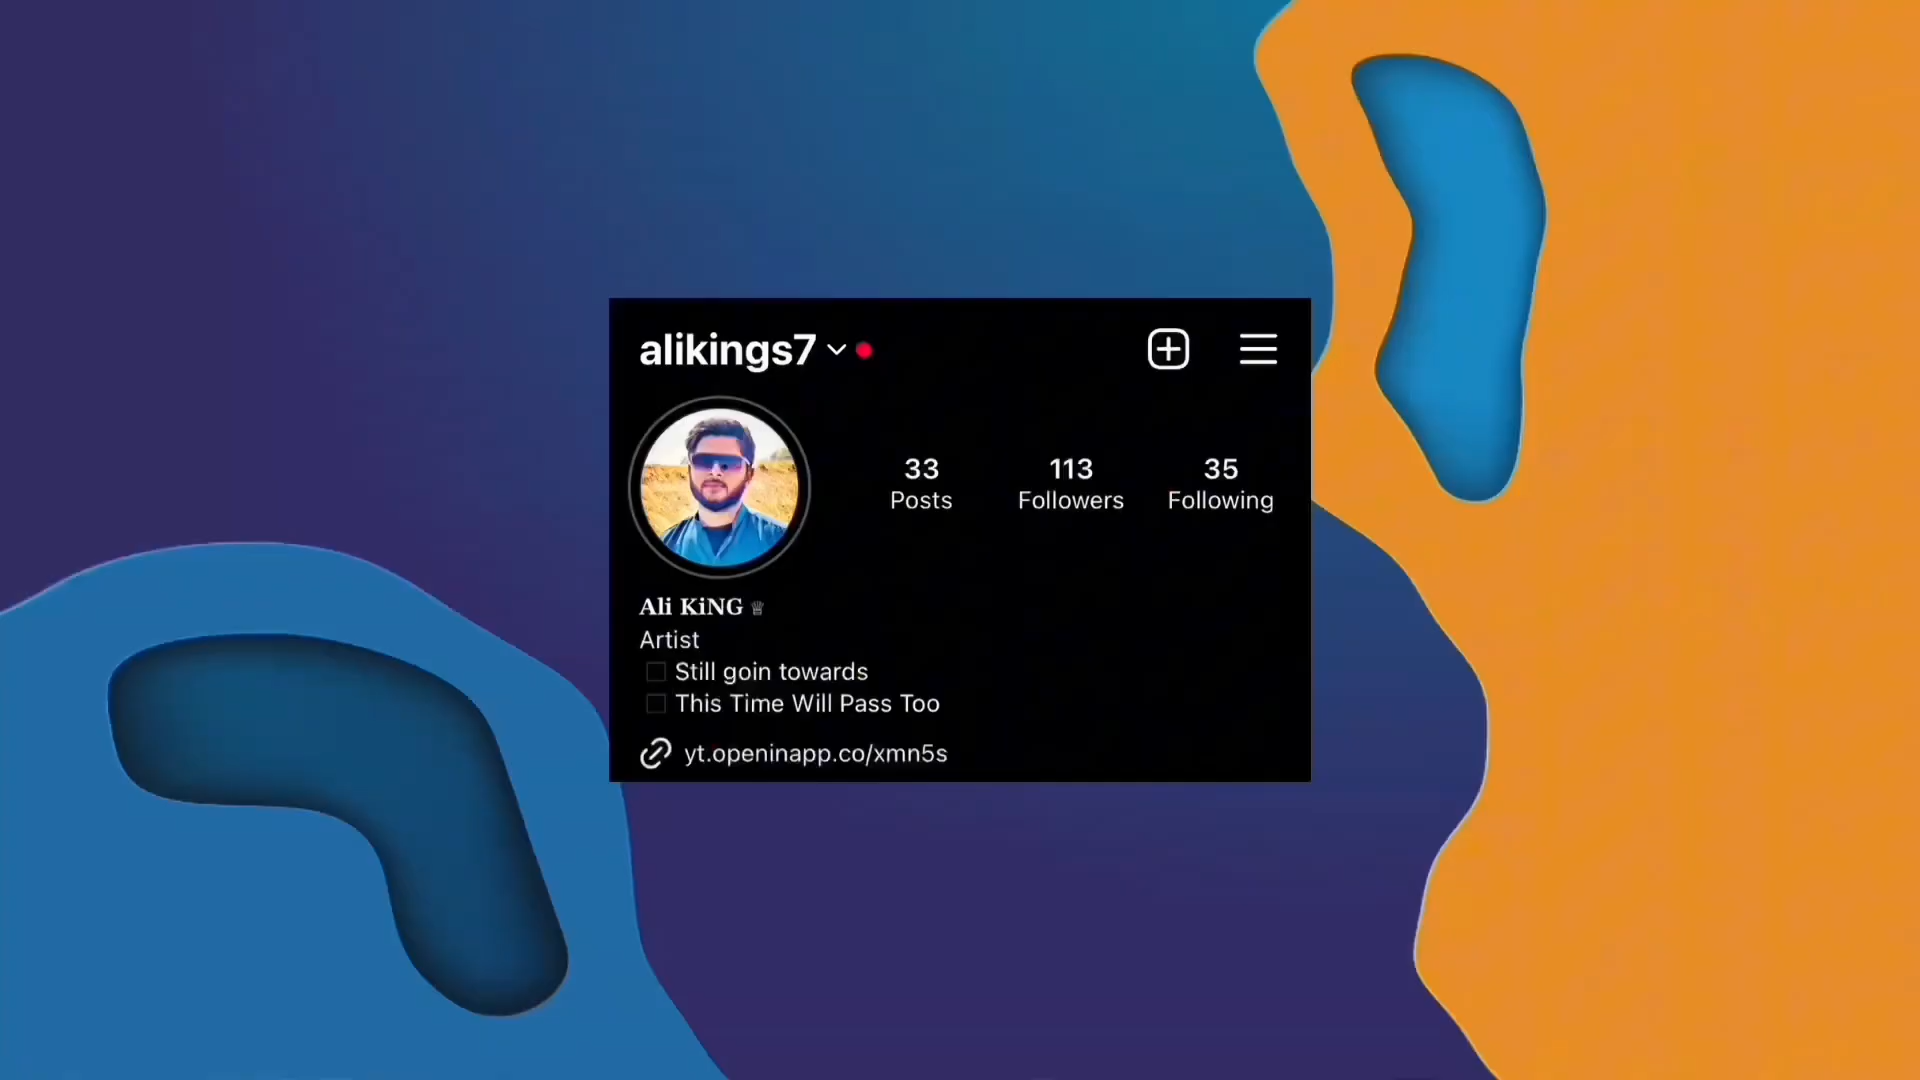 alikings7
33 113 35
Posts Followers Following
Ali KiNG ♕
Artist
Still goin towards
This Time Will Pass Too
yt.openinapp.co/xmn5s